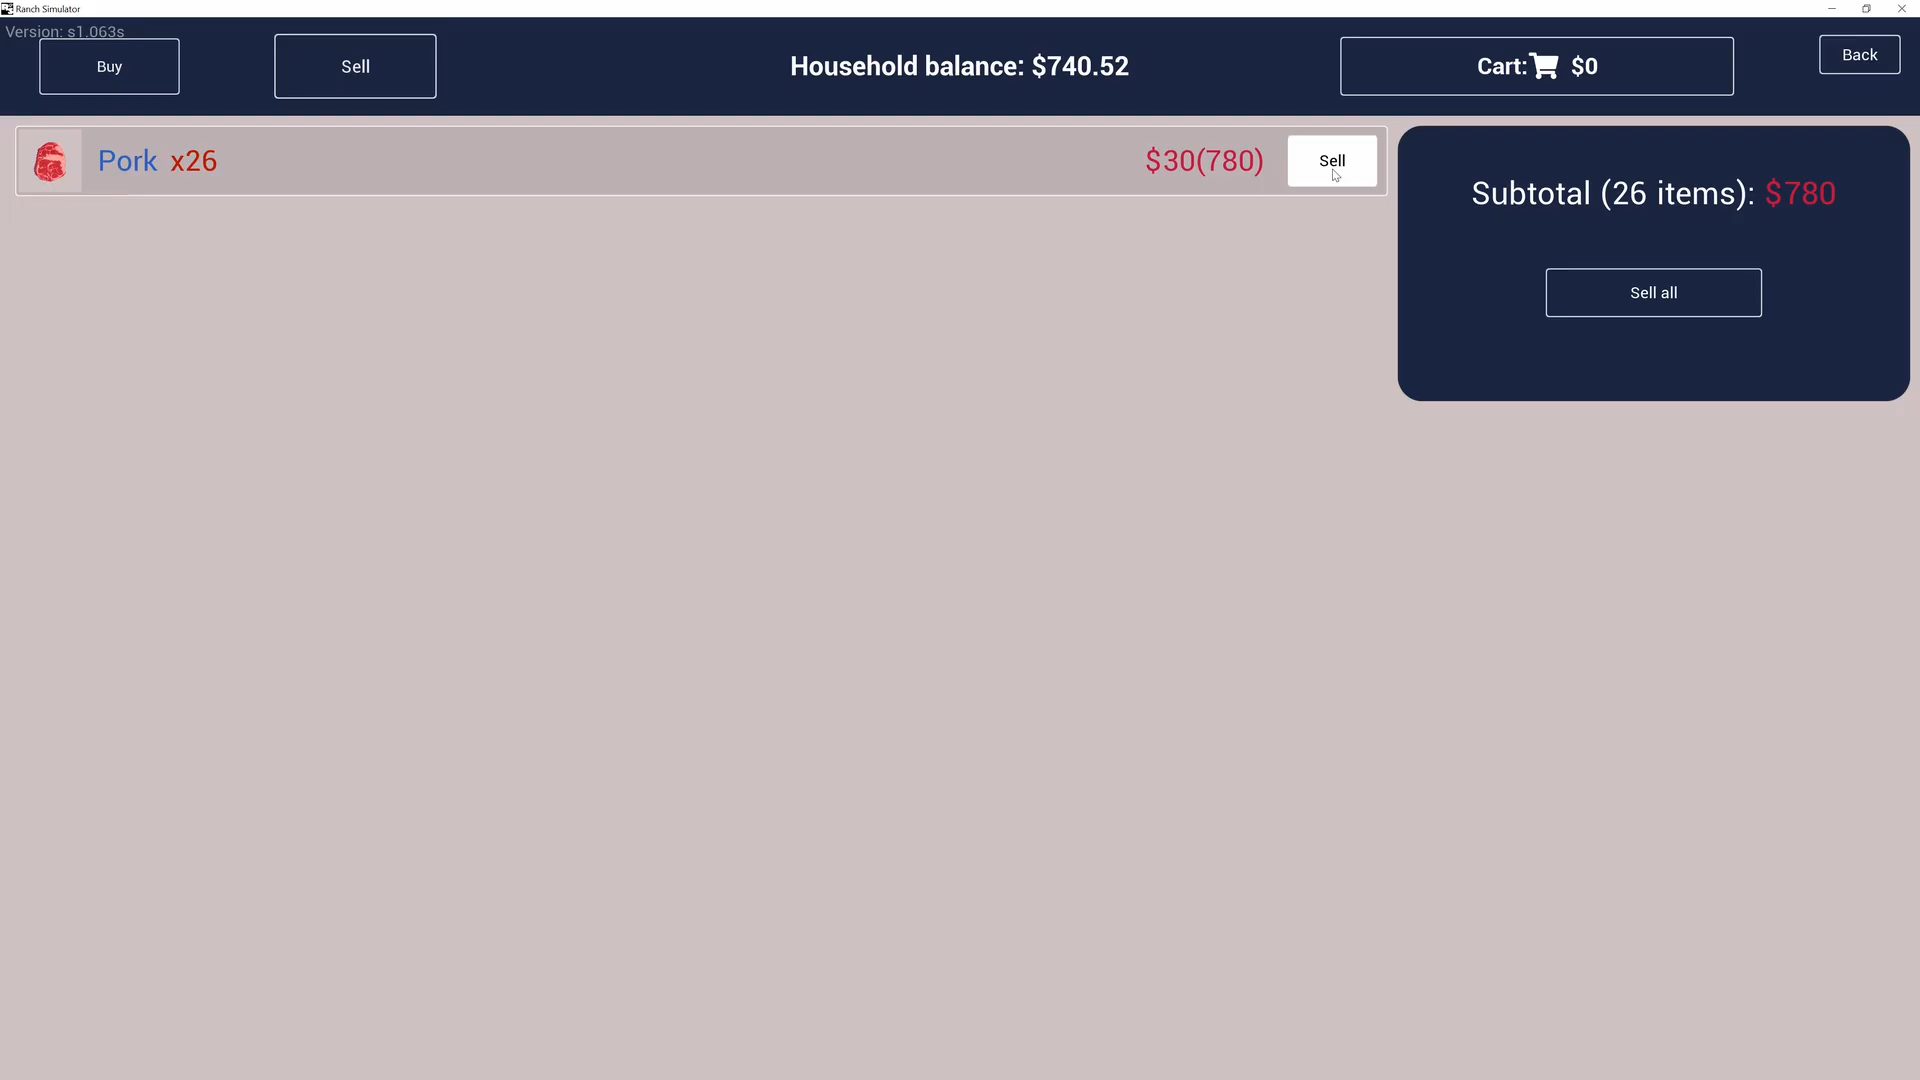 Ranch Simulator
Version: s1.063s
Buy
Sell
Household balance: $740.52
Cart: $0
Back
Pork x26
$30(780)
Sell
Subtotal (26 items): $780
Sell all